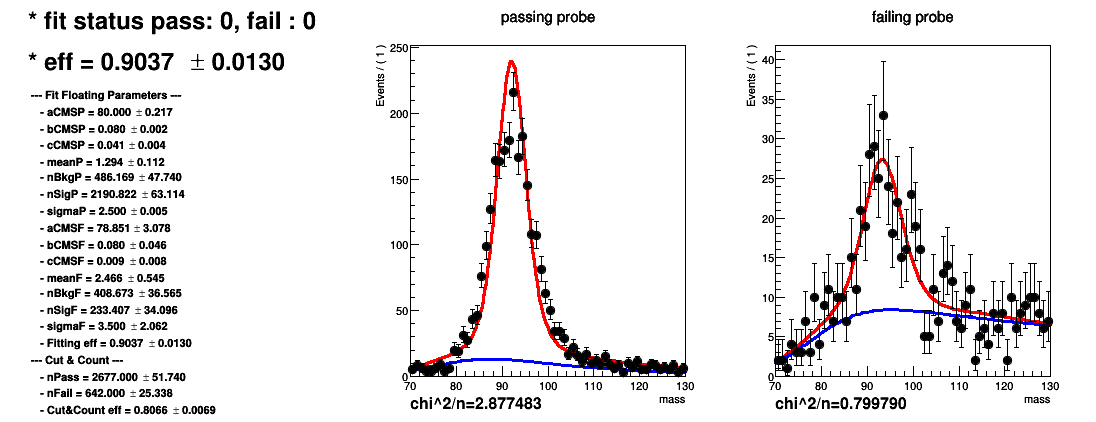 * fit status pass: 0, fail : 0
* eff = 0.9037 ± 0.0130
--- Fit Floating Parameters ---
- aCMSP = 80.000 ± 0.217
- bCMSP = 0.080 ± 0.002
- cCMSP = 0.041 ± 0.004
- meanP = 1.294 ± 0.112
- nBkgP = 486.169 ± 47.740
- nSigP = 2190.822 ± 63.114
- sigmaP = 2.500 ± 0.005
- aCMSF = 78.851 ± 3.078
- bCMSF = 0.080 ± 0.046
- cCMSF = 0.009 ± 0.008
- meanF = 2.466 ± 0.545
- nBkgF = 408.673 ± 36.565
- nSigF = 233.407 ± 34.096
- sigmaF = 3.500 ± 2.062
- Fitting eff = 0.9037 ± 0.0130
--- Cut & Count ---
- nPass = 2677.000 ± 51.740
- nFail = 642.000 ± 25.338
- Cut&Count eff = 0.8066 ± 0.0069
passing probe
Events / ( 1 )
250
200
150
100
50
0
70 80 90 100 110 120 130
mass
chi^2/n=2.877483
failing probe
Events / ( 1 )
40
35
30
25
20
15
10
5
0
70 80 90 100 110 120 130
mass
chi^2/n=0.799790